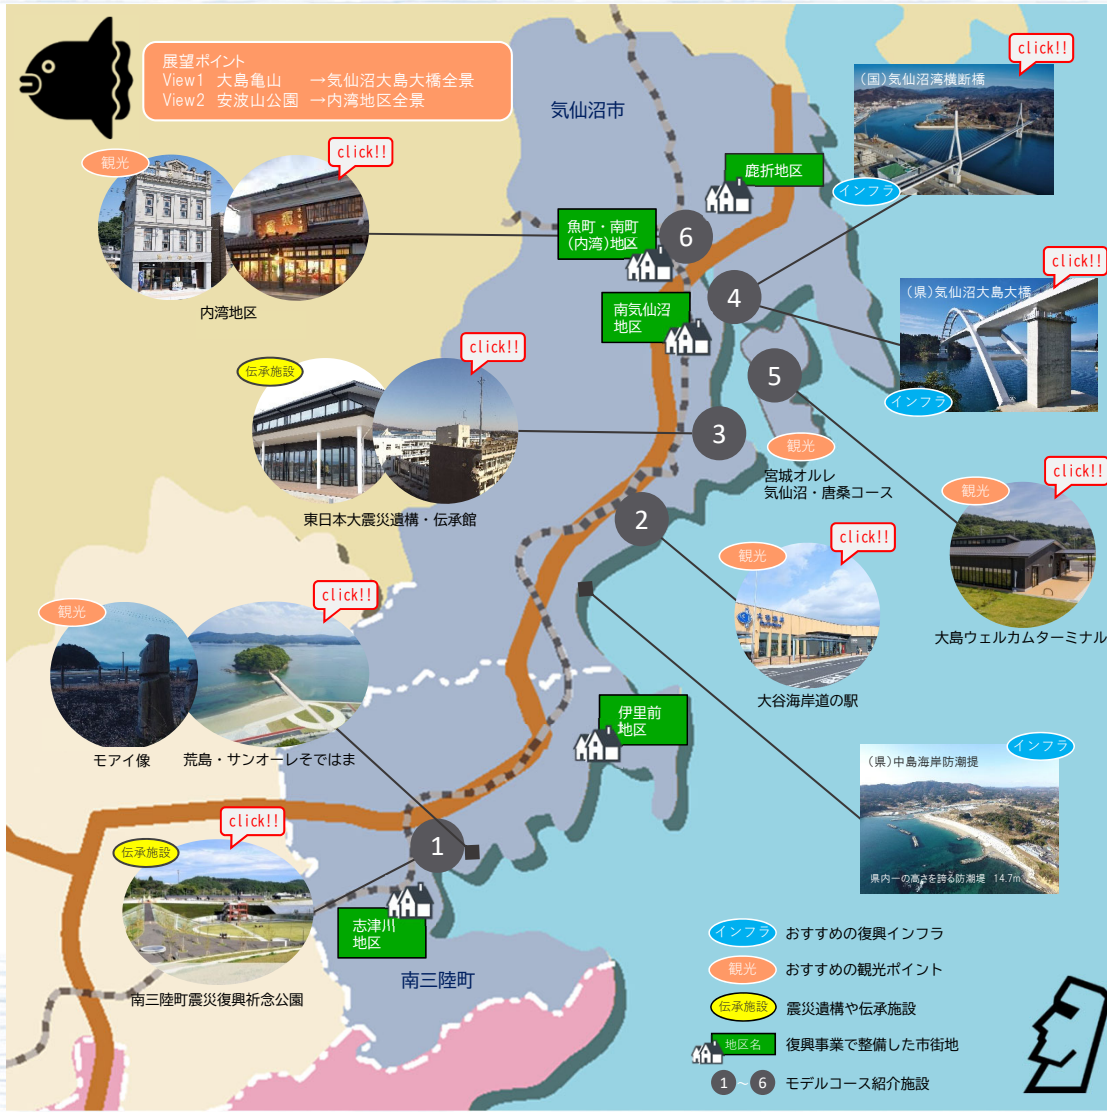 展望ポイント
View1 大島亀山 →気仙沼大島大橋全景
View2 安波山公園 →内湾地区全景
気仙沼市
click!!
(国)気仙沼湾横断橋
インフラ
観光
click!!
内湾地区
鹿折地区
魚町・南町
(内湾)地区
6
南気仙沼
地区
4
click!!
(県)気仙沼大島大橋
インフラ
5
伝承施設
click!!
東日本大震災遺構・伝承館
3
観光
宮城オルレ
気仙沼・唐桑コース
click!!
観光
大島ウェルカムターミナル
2
click!!
観光
大谷海岸道の駅
観光
click!!
モアイ像
荒島・サンオーレそではま
伊里前
地区
インフラ
(県)中島海岸防潮提
県内一の高さを誇る防潮堤 14.7m
click!!
伝承施設
南三陸町震災復興祈念公園
1
志津川
地区
南三陸町
インフラ おすすめの復興インフラ
観光 おすすめの観光ポイント
伝承施設 震災遺構や伝承施設
地区名 復興事業で整備した市街地
1 ~ 6 モデルコース紹介施設